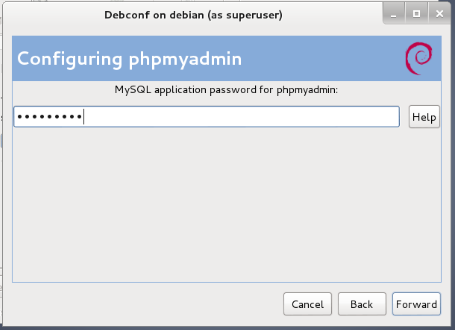 Debconf on debian (as superuser)
Configuring phpmyadmin
MySQL application password for phpmyadmin:
•••••••••
Help
Cancel Back Forward